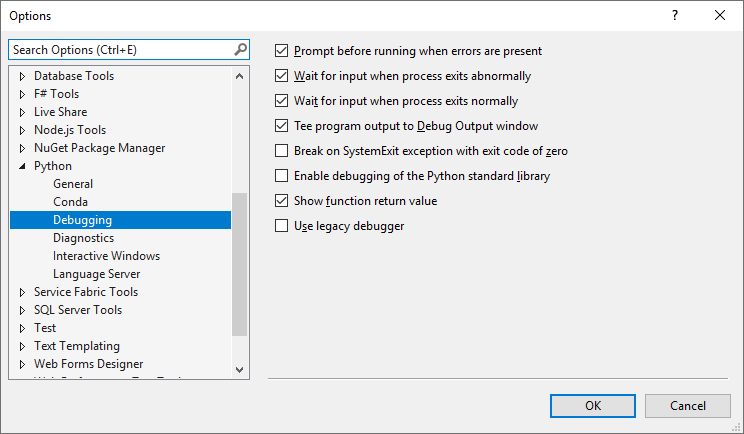 Options
Search Options (Ctrl+E)
Database Tools
F# Tools
Live Share
Node.js Tools
NuGet Package Manager
Python
General
Conda
Debugging
Diagnostics
Interactive Windows
Language Server
Service Fabric Tools
SQL Server Tools
Test
Text Templating
Web Forms Designer
Prompt before running when errors are present
Wait for input when process exits abnormally
Wait for input when process exits normally
Tee program output to Debug Output window
Break on SystemExit exception with exit code of zero
Enable debugging of the Python standard library
Show function return value
Use legacy debugger
OK
Cancel